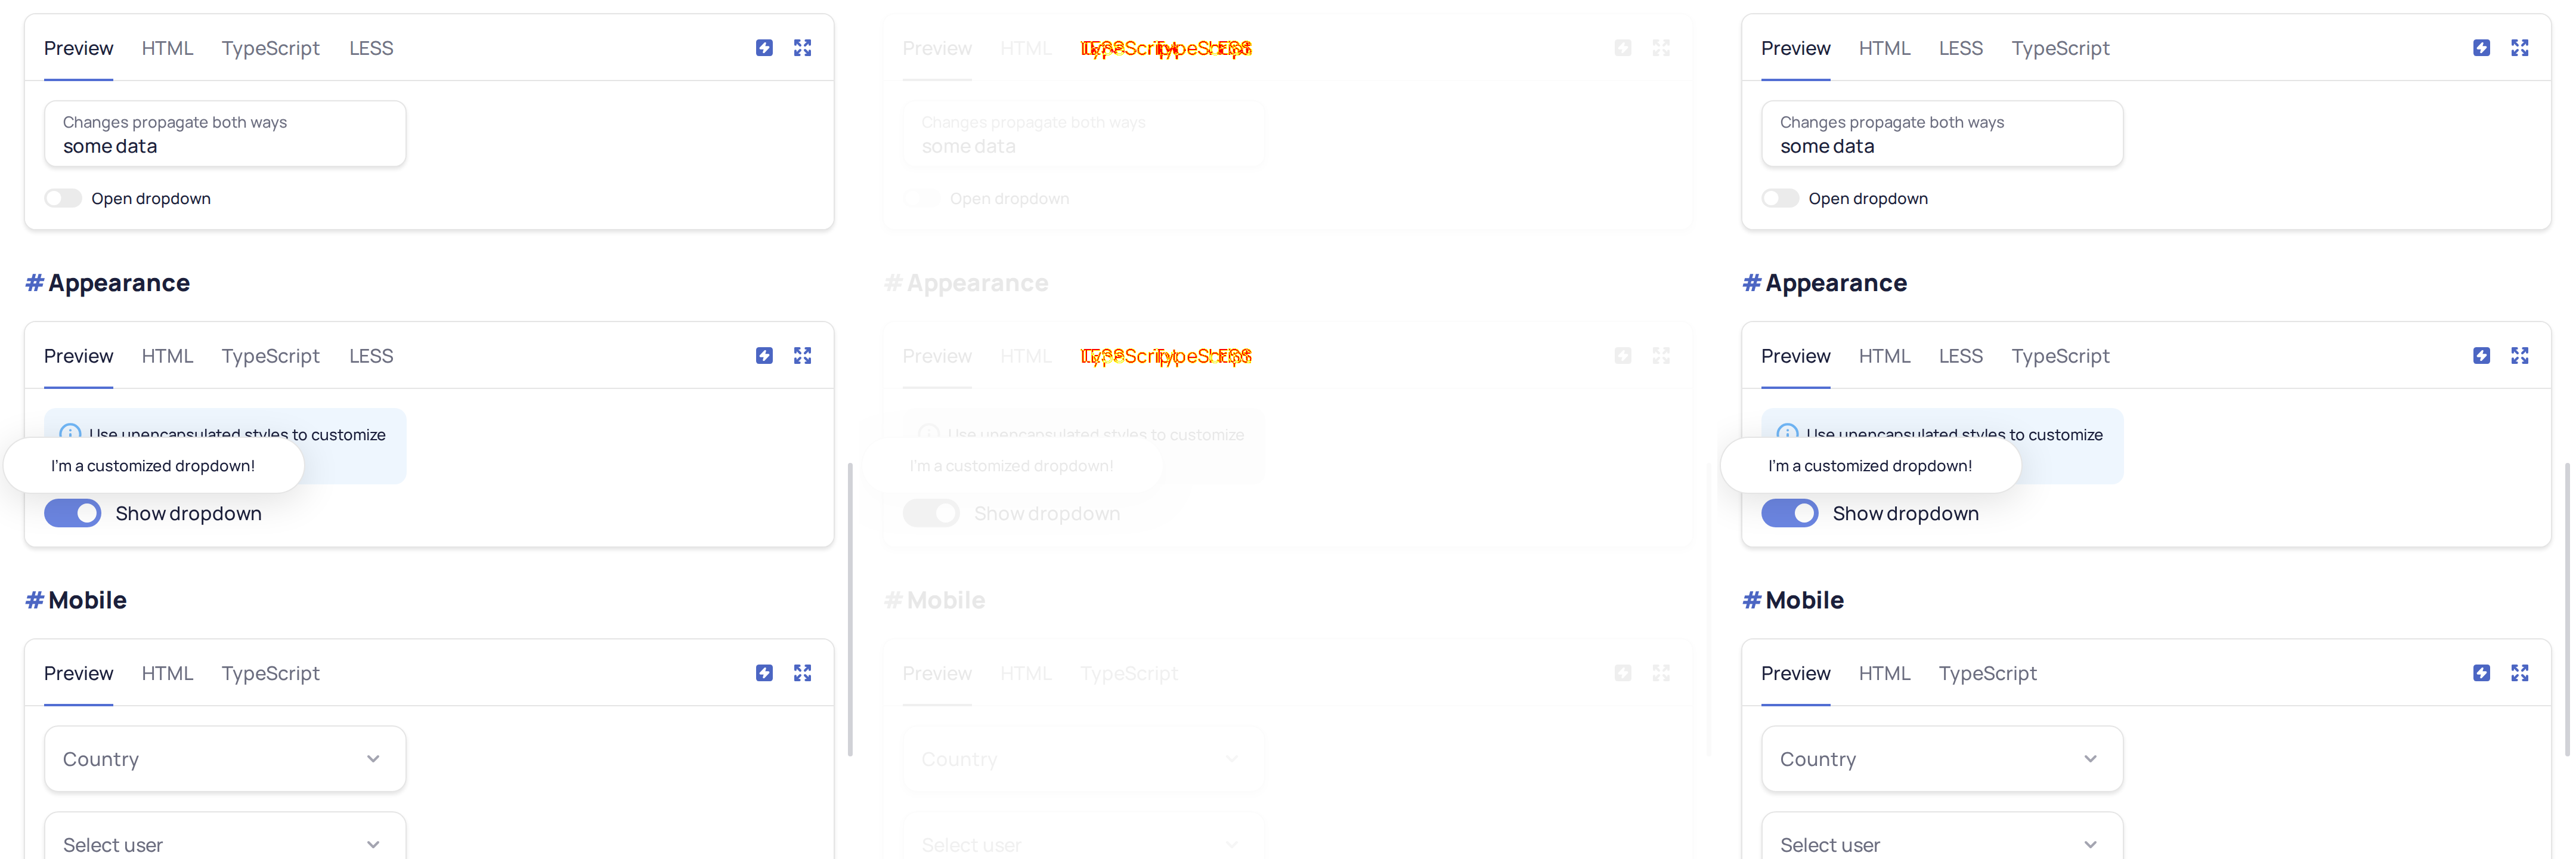 Preview HTML TypeScript LESS
Changes propagate both ways
some data
Open dropdown
# Appearance
Preview HTML TypeScript LESS
Use unencapsulated styles to customize
I'm a customized dropdown!
Show dropdown
# Mobile
Preview HTML TypeScript
Country
Select user
Preview HTML
Changes propagate both ways
some data
Open dropdown
# Appearance
Preview HTML
Use unencapsulated styles to customize
I'm a customized dropdown!
Show dropdown
# Mobile
Preview HTML TypeScript
Country
Select user
Preview HTML LESS TypeScript
Changes propagate both ways
some data
Open dropdown
# Appearance
Preview HTML LESS TypeScript
Use unencapsulated styles to customize
I'm a customized dropdown!
Show dropdown
# Mobile
Preview HTML TypeScript
Country
Select user